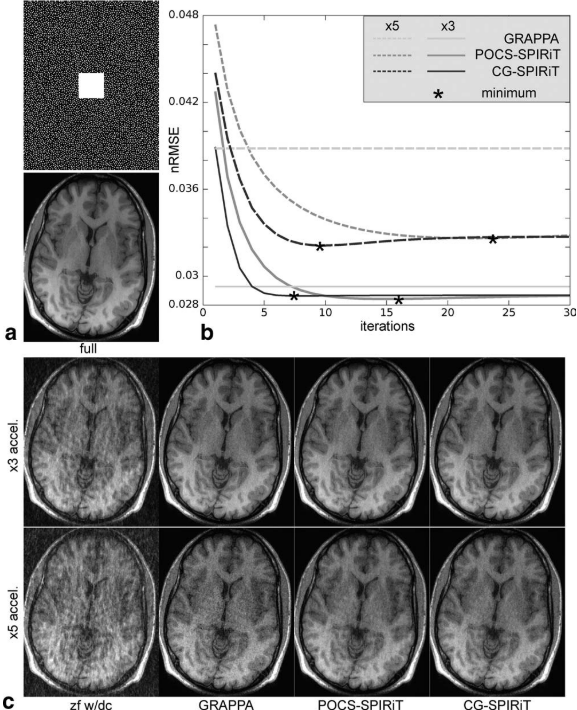 0.048
0.042
0.036
0.03
0.028
nRMSE
x5 x3
GRAPPA
POCS-SPIRiT
CG-SPIRiT
* minimum
0 5 10 15 20 25 30
iterations
a
full
b
x3 accel.
x5 accel.
c
zf w/dc GRAPPA POCS-SPIRiT CG-SPIRiT